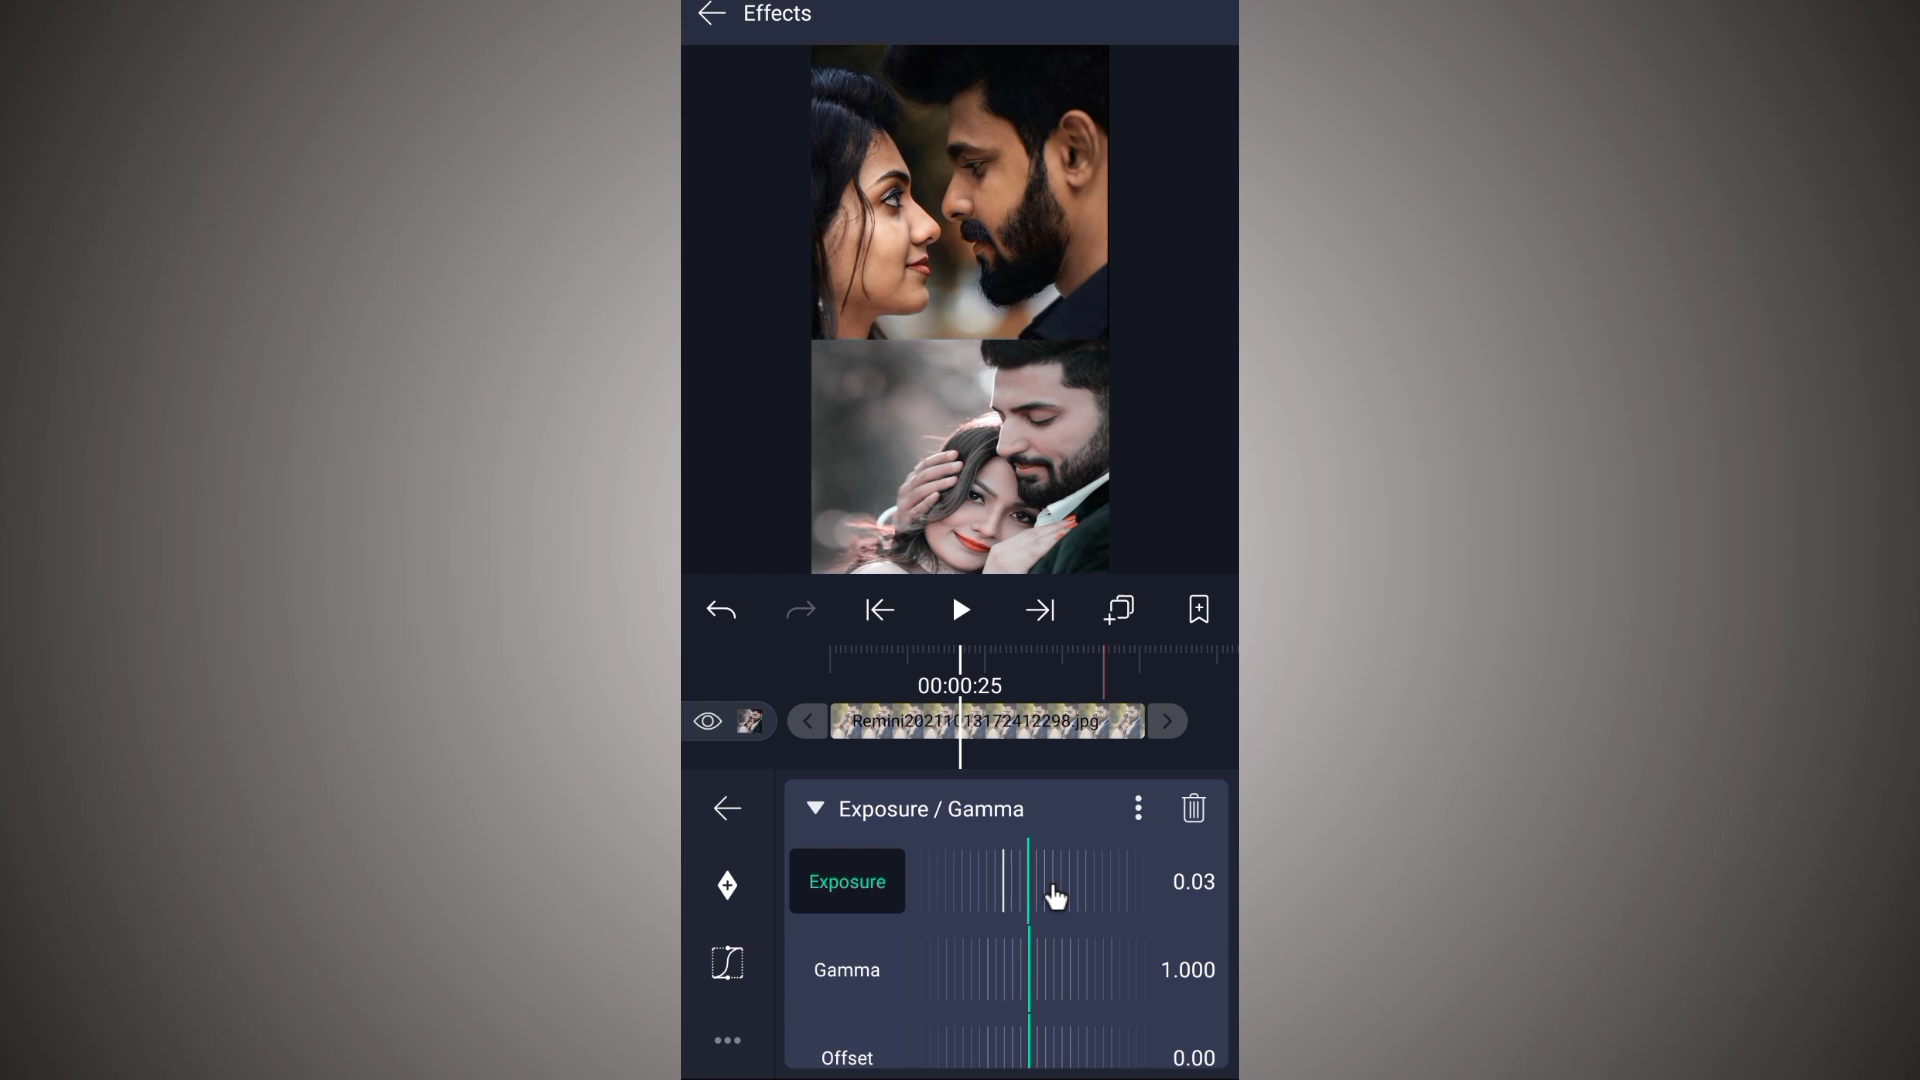 Effects
00:00:25
Remini20211013172412298.jpg
Exposure / Gamma
Exposure
0.03
Gamma
1.000
Offset
0.00